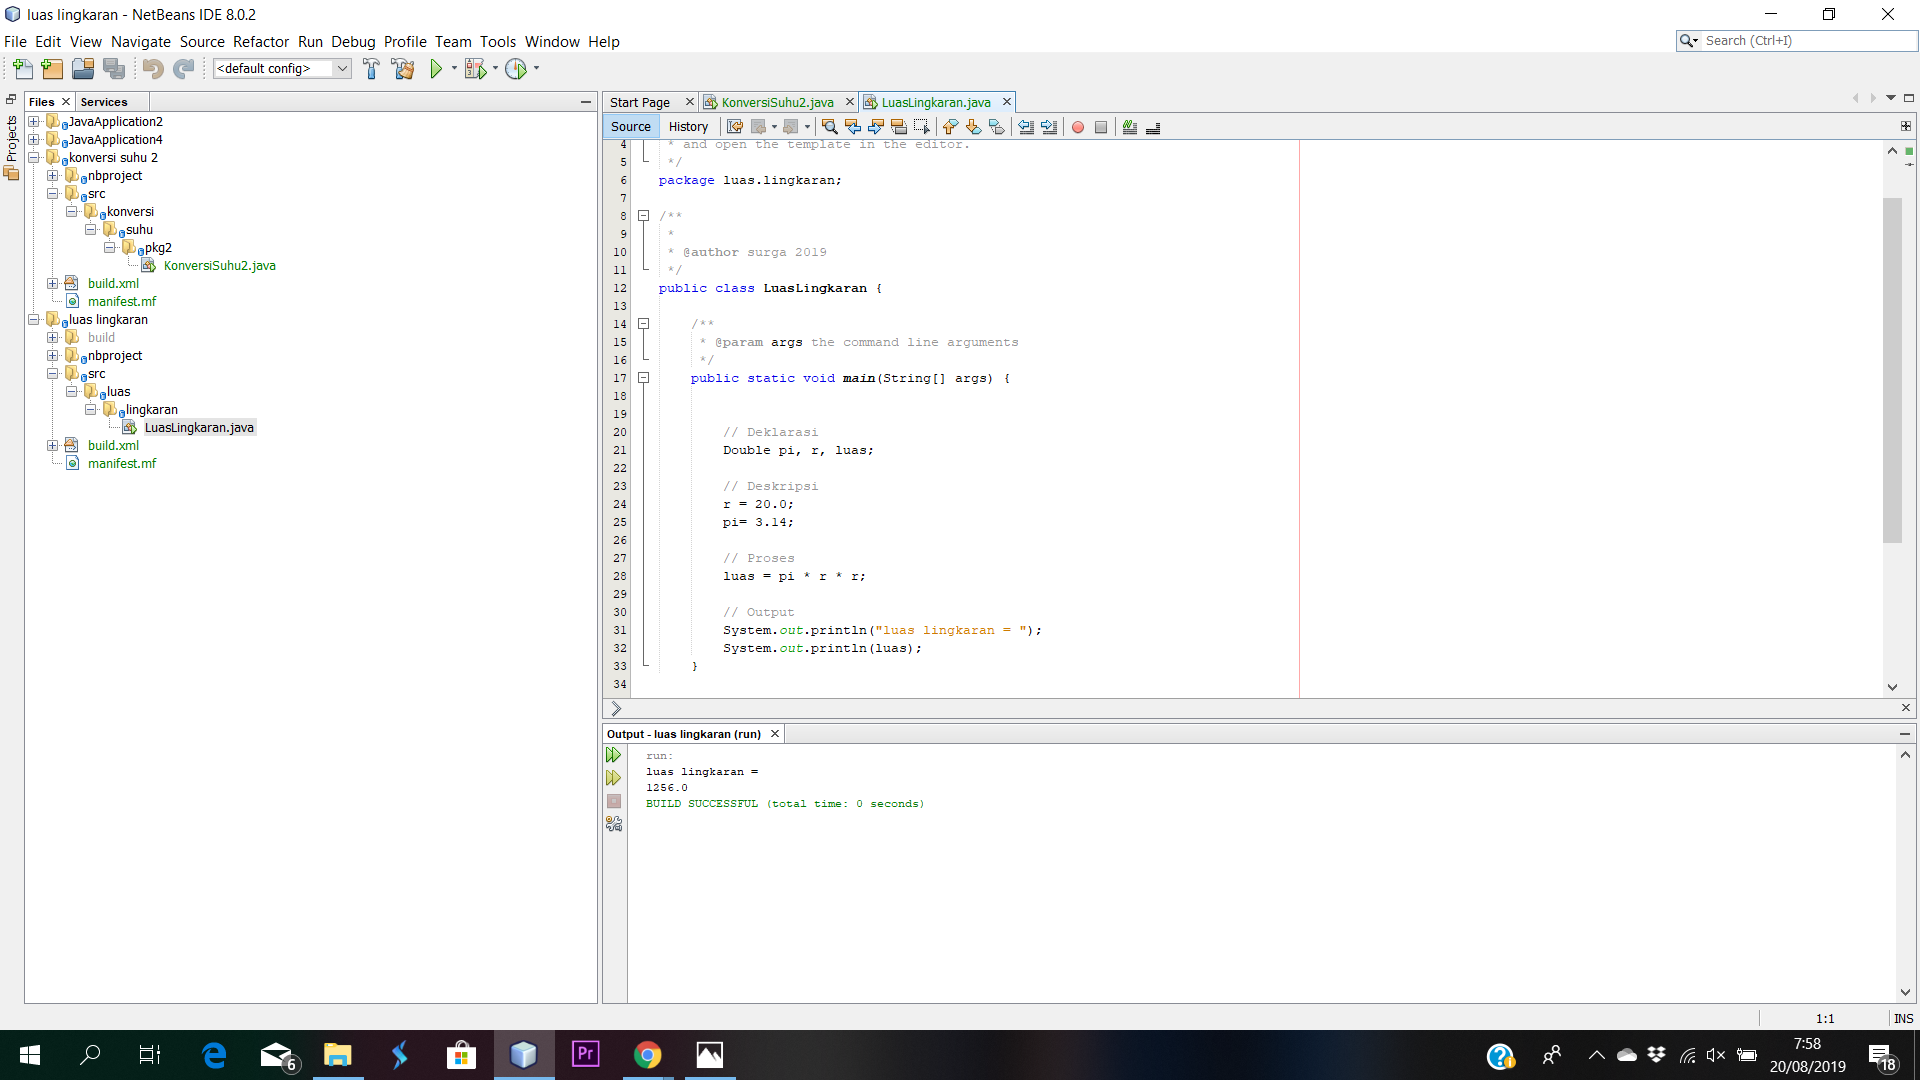 luas lingkaran - NetBeans IDE 8.0.2
File Edit View Navigate Source Refactor Run Debug Profile Team Tools Window Help
Search (Ctrl+I)
<default config>
Projects
Files
Services
JavaApplication2
JavaApplication4
konversi suhu 2
nbproject
src
konversi
suhu
pkg2
KonversiSuhu2.java
build.xml
manifest.mf
luas lingkaran
build
nbproject
src
luas
lingkaran
LuasLingkaran.java
build.xml
manifest.mf
Start Page
KonversiSuhu2.java
LuasLingkaran.java
Source
History
4 * and open the template in the editor.
5 */
6 package luas.lingkaran;
7
8 /**
9 *
10 * @author surga 2019
11 */
12 public class LuasLingkaran {
13
14 /**
15 * @param args the command line arguments
16 */
17 public static void main(String[] args) {
18
19
20 // Deklarasi
21 Double pi, r, luas;
22
23 // Deskripsi
24 r = 20.0;
25 pi= 3.14;
26
27 // Proses
28 luas = pi * r * r;
29
30 // Output
31 System.out.println("luas lingkaran = ");
32 System.out.println(luas);
33 }
34
Output - luas lingkaran (run)
run:
luas lingkaran =
1256.0
BUILD SUCCESSFUL (total time: 0 seconds)
1:1
INS
6
Pr
7:58
20/08/2019
18